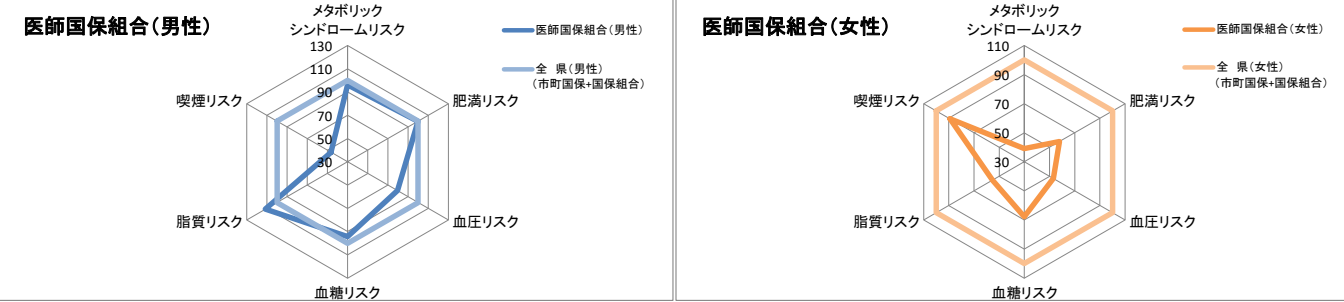 医師国保組合(男性)
メタボリック
シンドロームリスク
130
110
90
70
50
30
肥満リスク
血圧リスク
血糖リスク
脂質リスク
喫煙リスク
医師国保組合(男性)
全　県(男性)
(市町国保+国保組合)
医師国保組合(女性)
メタボリック
シンドロームリスク
110
90
70
50
30
肥満リスク
血圧リスク
血糖リスク
脂質リスク
喫煙リスク
医師国保組合(女性)
全　県(女性)
(市町国保+国保組合)